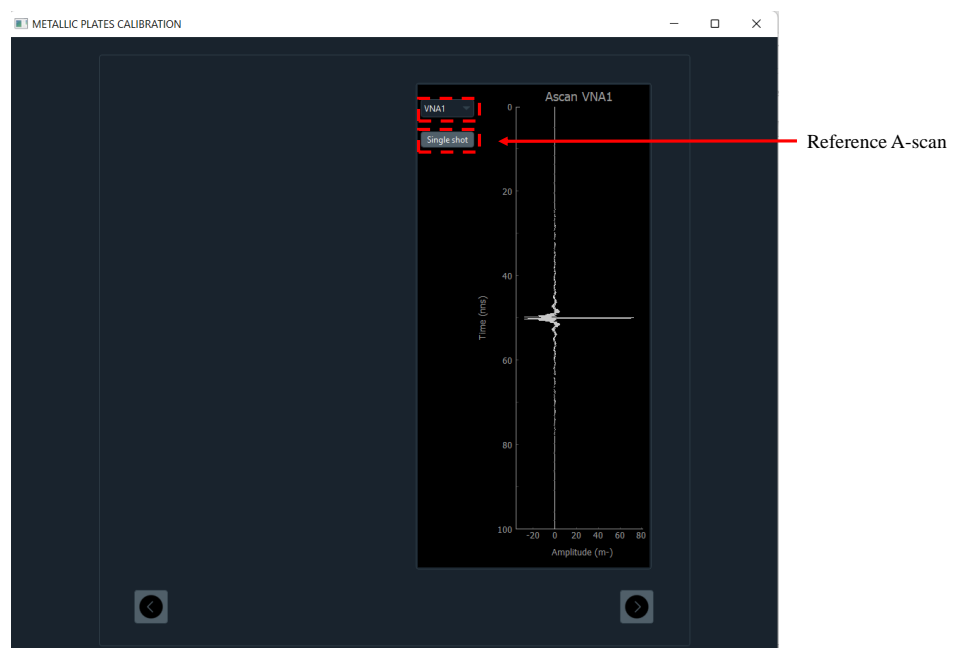 METALLIC PLATES CALIBRATION
Ascan VNA1
VNA1
Single shot
Reference A-scan
0
20
40
60
80
100
Time (nns)
-20 0 20 40 60 80
Amplitude (m-)